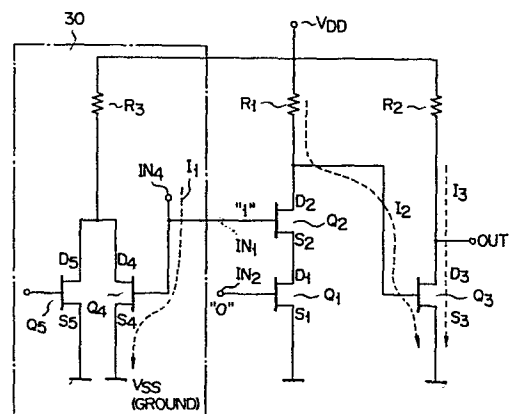 30
VDD
R3
R1
R2
IN4
I1
"1"
IN1
D2
Q2
S2
I2
I3
OUT
D5
D4
IN2
"0"
D1
Q1
S1
D3
Q3
S3
Q5
S5
Q4
S4
VSS
(GROUND)